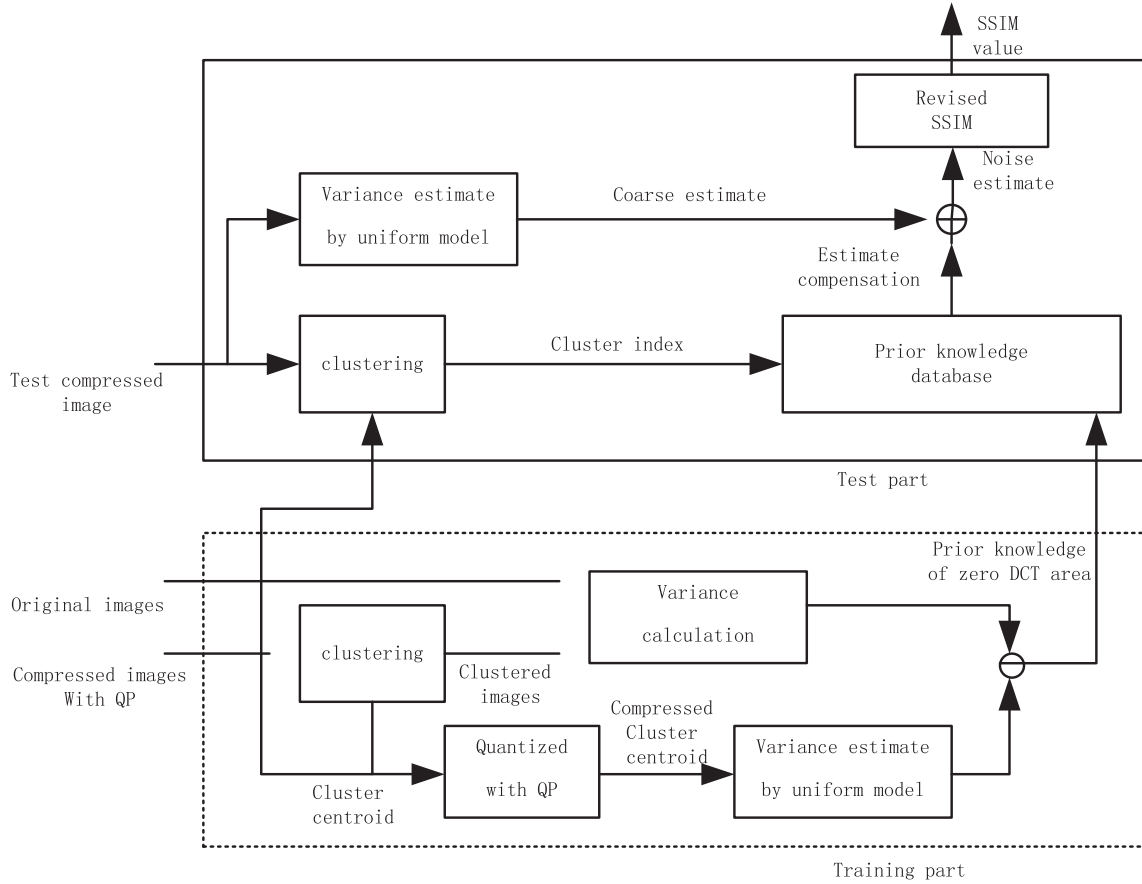 SSIM
value
Revised
SSIM
Noise
estimate
Variance estimate
by uniform model
Coarse estimate
Estimate
compensation
clustering
Cluster index
Prior knowledge
database
Test compressed
image
Test part
Prior knowledge
of zero DCT area
Original images
Variance
calculation
clustering
Compressed images
With QP
Clustered
images
Compressed
Cluster
centroid
Quantized
with QP
Variance estimate
by uniform model
Cluster
centroid
Training part